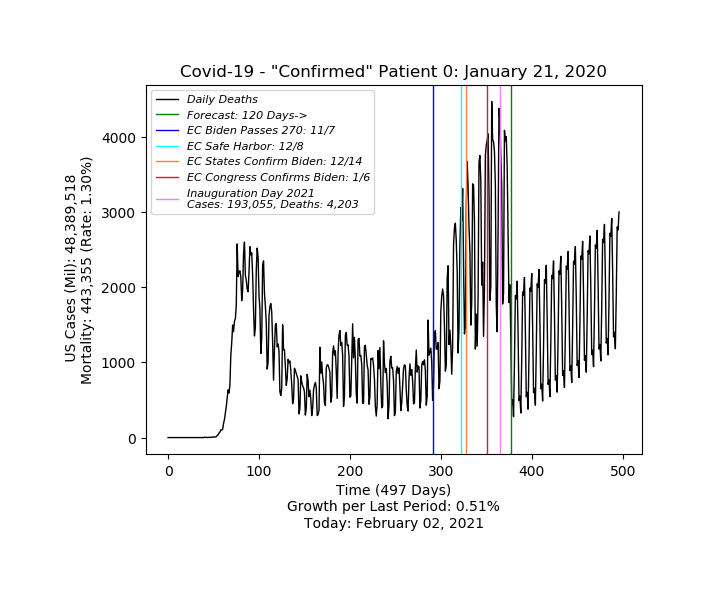 Covid-19 - "Confirmed" Patient 0: January 21, 2020
Daily Deaths
Forecast: 120 Days->
EC Biden Passes 270: 11/7
EC Safe Harbor: 12/8
EC States Confirm Biden: 12/14
EC Congress Confirms Biden: 1/6
Inauguration Day 2021
Cases: 193,055, Deaths: 4,203
US Cases (Mil): 48,389,518
Mortality: 443,355 (Rate: 1.30%)
4000
3000
2000
1000
0
0 100 200 300 400 500
Time (497 Days)
Growth per Last Period: 0.51%
Today: February 02, 2021